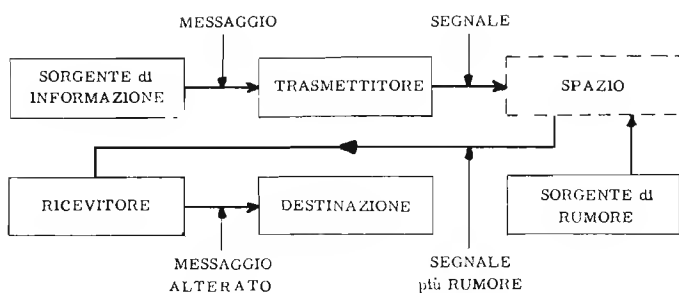 MESSAGGIO
SEGNALE
SORGENTE di
INFORMAZIONE
TRASMETTITORE
SPAZIO
RICEVITORE
DESTINAZIONE
SORGENTE di
RUMORE
MESSAGGIO
ALTERATO
SEGNALE
più RUMORE